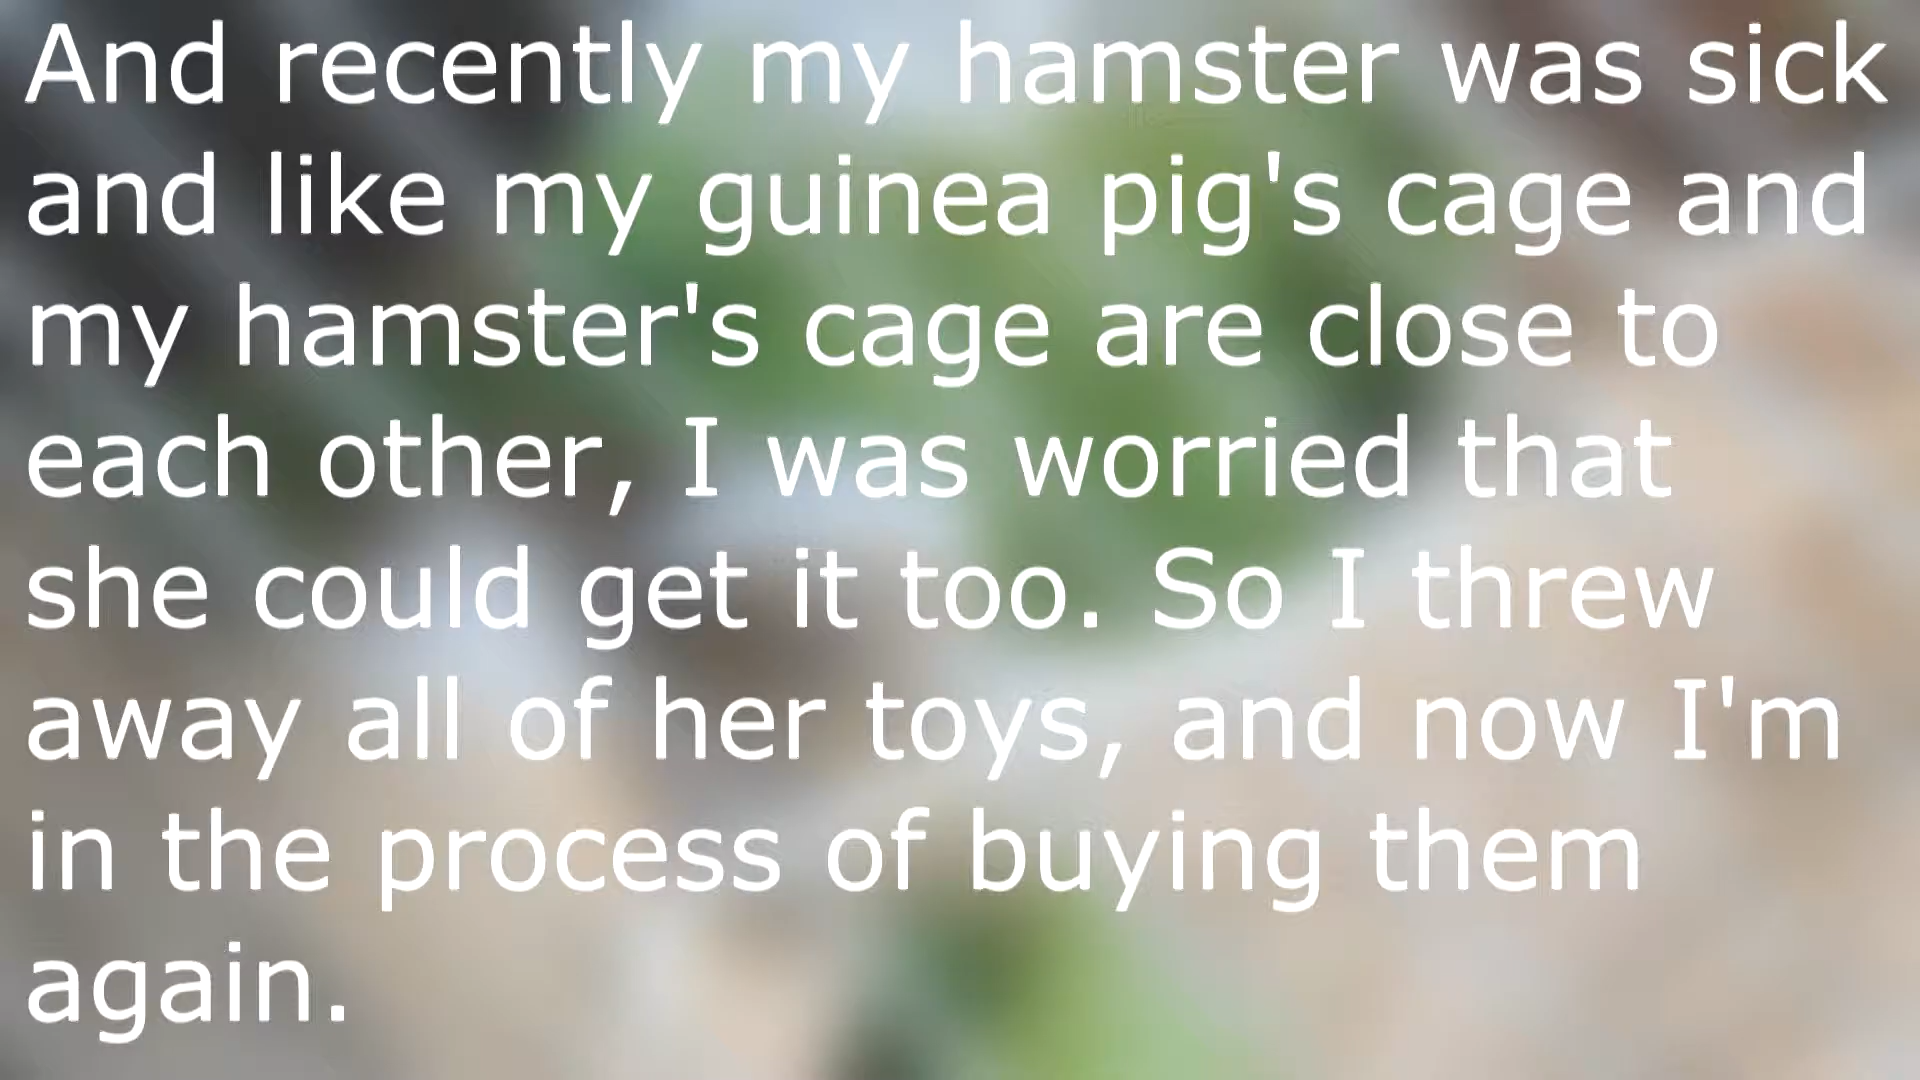 And recently my hamster was sick
and like my guinea pig's cage and
my hamster's cage are close to
each other, I was worried that
she could get it too. So I threw
away all of her toys, and now I'm
in the process of buying them
again.